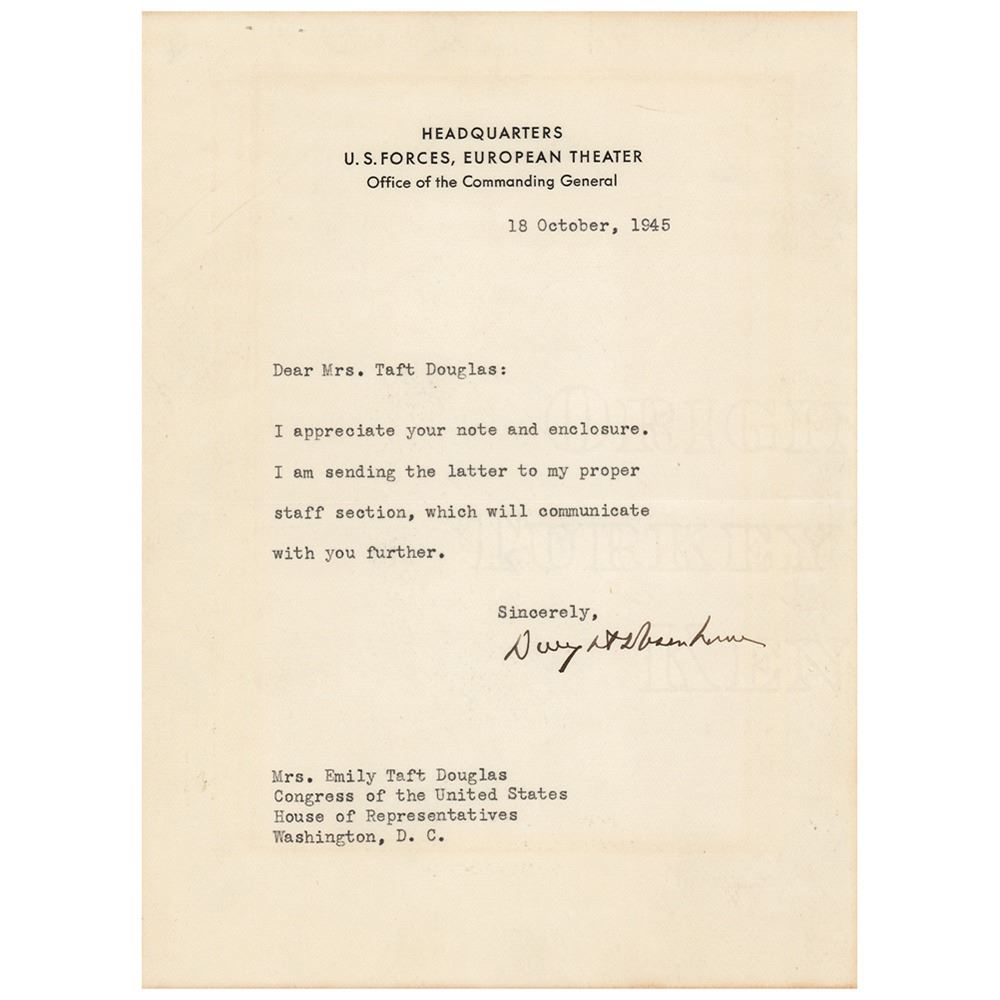 HEADQUARTERS
U.S. FORCES, EUROPEAN THEATER
Office of the Commanding General
18 October, 1945
Dear Mrs. Taft Douglas:
I appreciate your note and enclosure.
I am sending the latter to my proper
staff section, which will communicate
with you further.
Sincerely,
Dwight D Eisenhower
Mrs. Emily Taft Douglas
Congress of the United States
House of Representatives
Washington, D. C.